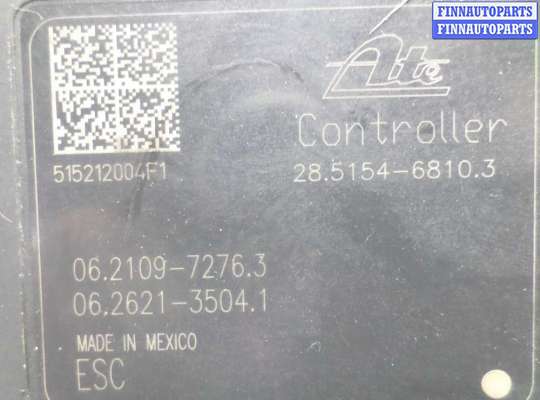 FINNAUTOPARTS
FINNAUTOPARTS
Ate
Controller
515212004F1
28.5154-6810.3
06.2109-7276.3
06.2621-3504.1
MADE IN MEXICO
ESC